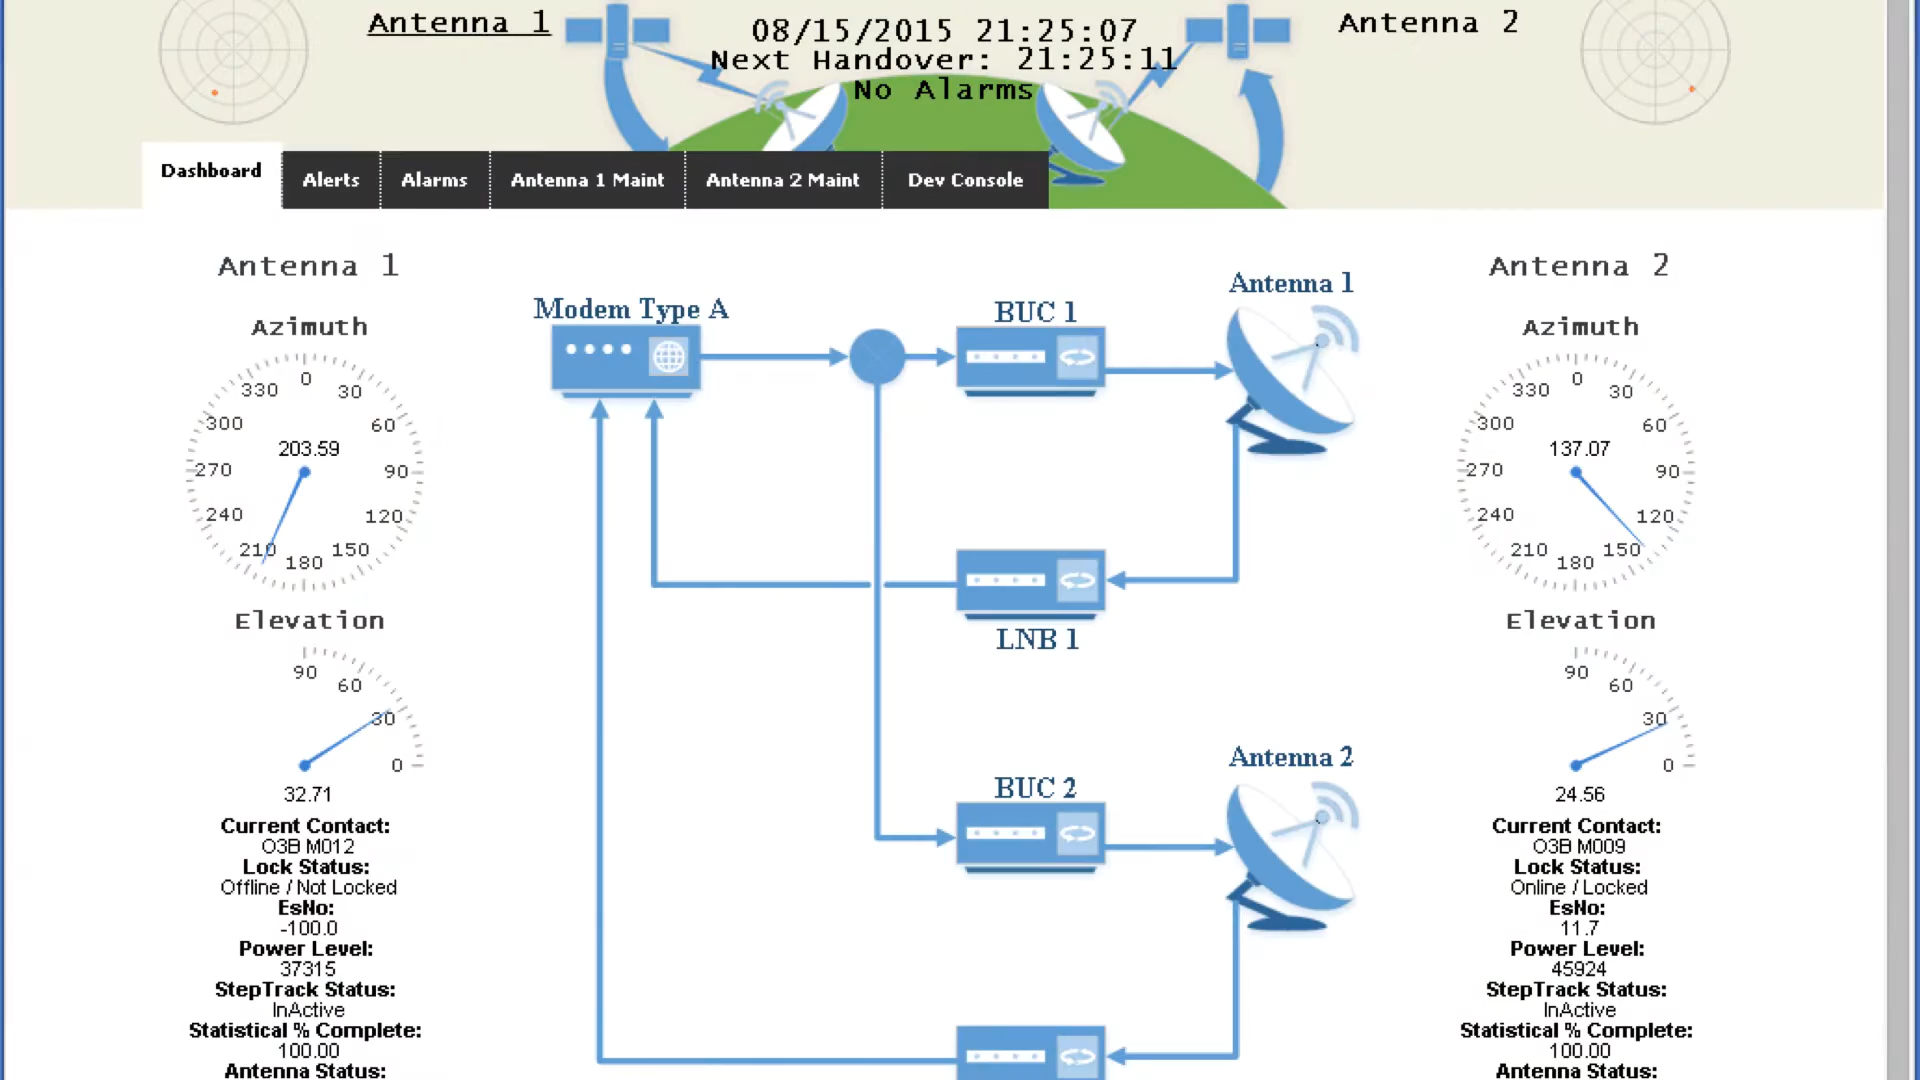 Antenna 1
08/15/2015 21:25:07
Next Handover: 21:25:11
No Alarms
Antenna 2
Dashboard
Alerts
Alarms
Antenna 1 Maint
Antenna 2 Maint
Dev Console
Antenna 1
Azimuth
0
30
60
90
120
150
180
210
240
270
300
330
203.59
Elevation
90
60
30
0
32.71
Current Contact:
O3B M012
Lock Status:
Offline / Not Locked
EsNo:
-100.0
Power Level:
37315
StepTrack Status:
InActive
Statistical % Complete:
100.00
Antenna Status:
Modem Type A
BUC 1
Antenna 1
LNB 1
BUC 2
Antenna 2
Antenna 2
Azimuth
0
30
60
90
120
150
180
210
240
270
300
330
137.07
Elevation
90
60
30
0
24.56
Current Contact:
O3B M009
Lock Status:
Online / Locked
EsNo:
11.7
Power Level:
45924
StepTrack Status:
InActive
Statistical % Complete:
100.00
Antenna Status: